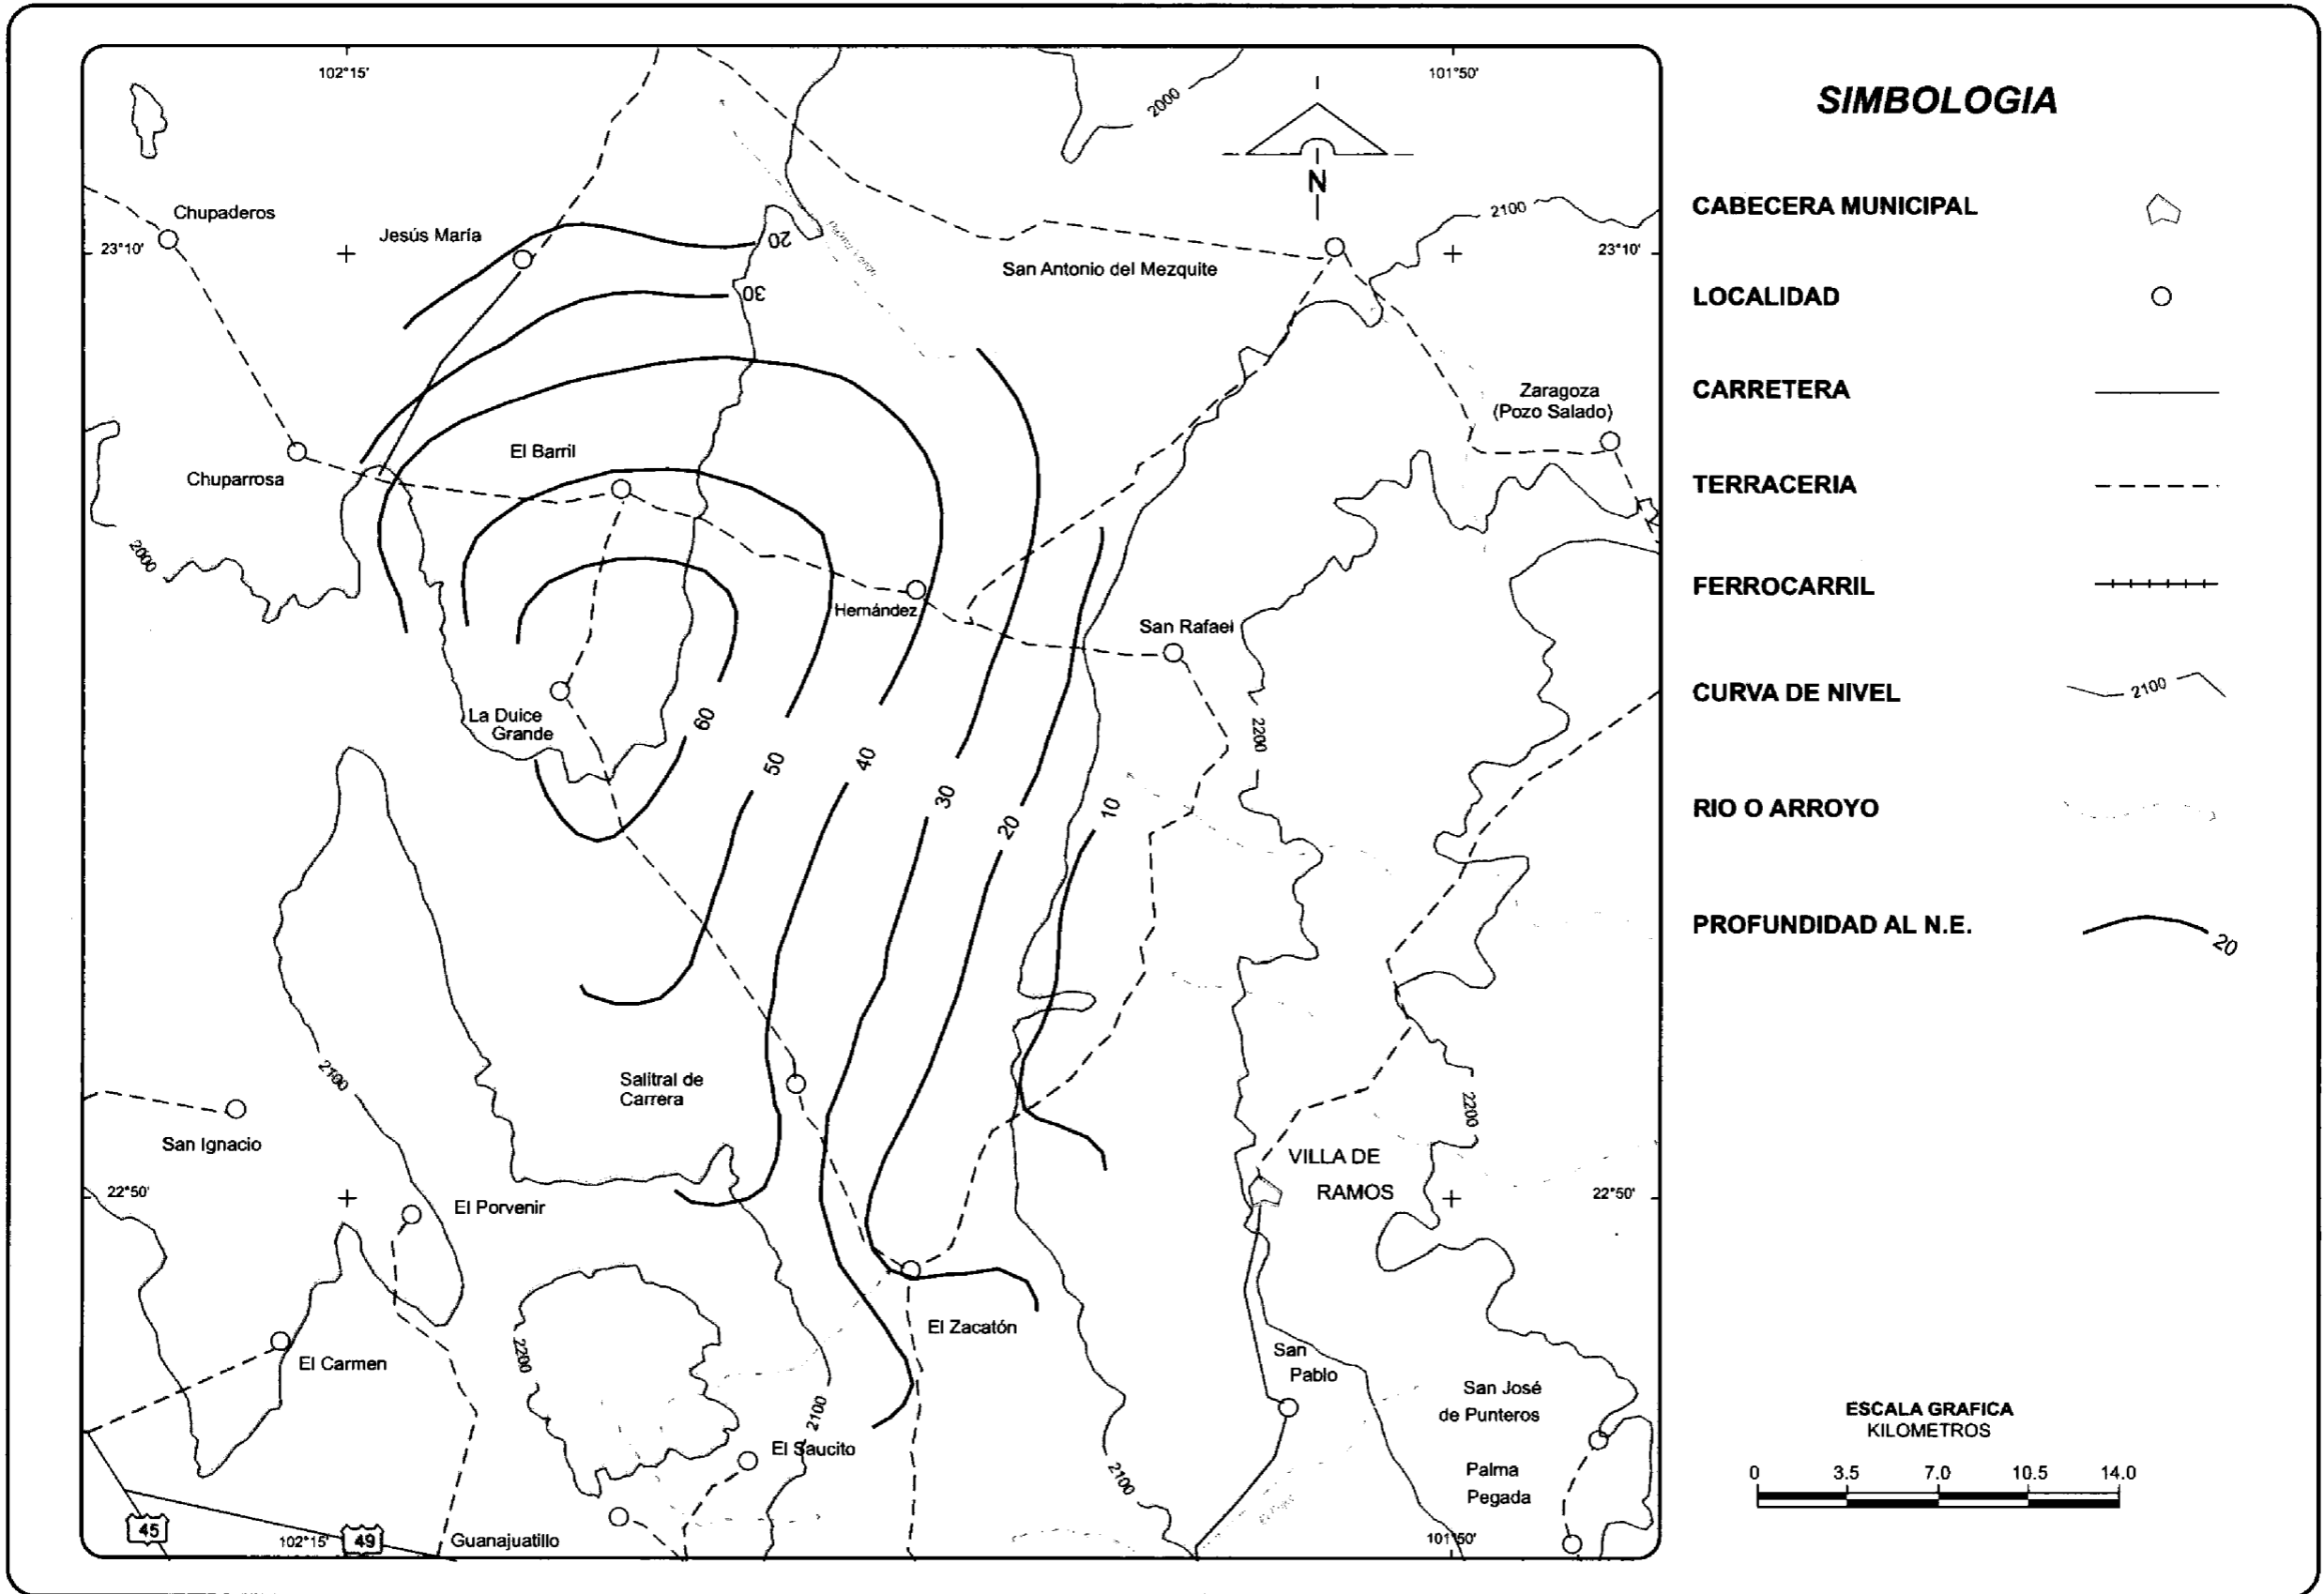 102°15'
101°50'
2000
N
Chupaderos
Jesús María
2100
23°10'
20
23°10'
San Antonio del Mezquite
30
Zaragoza
(Pozo Salado)
El Barril
Chuparrosa
2000
Hernández
San Rafael
La Dulce
Grande
60
2200
50
40
30
20
10
2100
Salitral de
Carrera
San Ignacio
2200
VILLA DE
RAMOS
22°50'
22°50'
El Porvenir
El Zacatón
El Carmen
2200
San
Pablo
San José
de Punteros
2100
El Saucito
Palma
Pegada
2100
45
102°15'
49
Guanajuatillo
101°50'
SIMBOLOGIA
CABECERA MUNICIPAL
LOCALIDAD
CARRETERA
TERRACERIA
FERROCARRIL
CURVA DE NIVEL
2100
RIO O ARROYO
PROFUNDIDAD AL N.E.
20
ESCALA GRAFICA
KILOMETROS
0 3.5 7.0 10.5 14.0